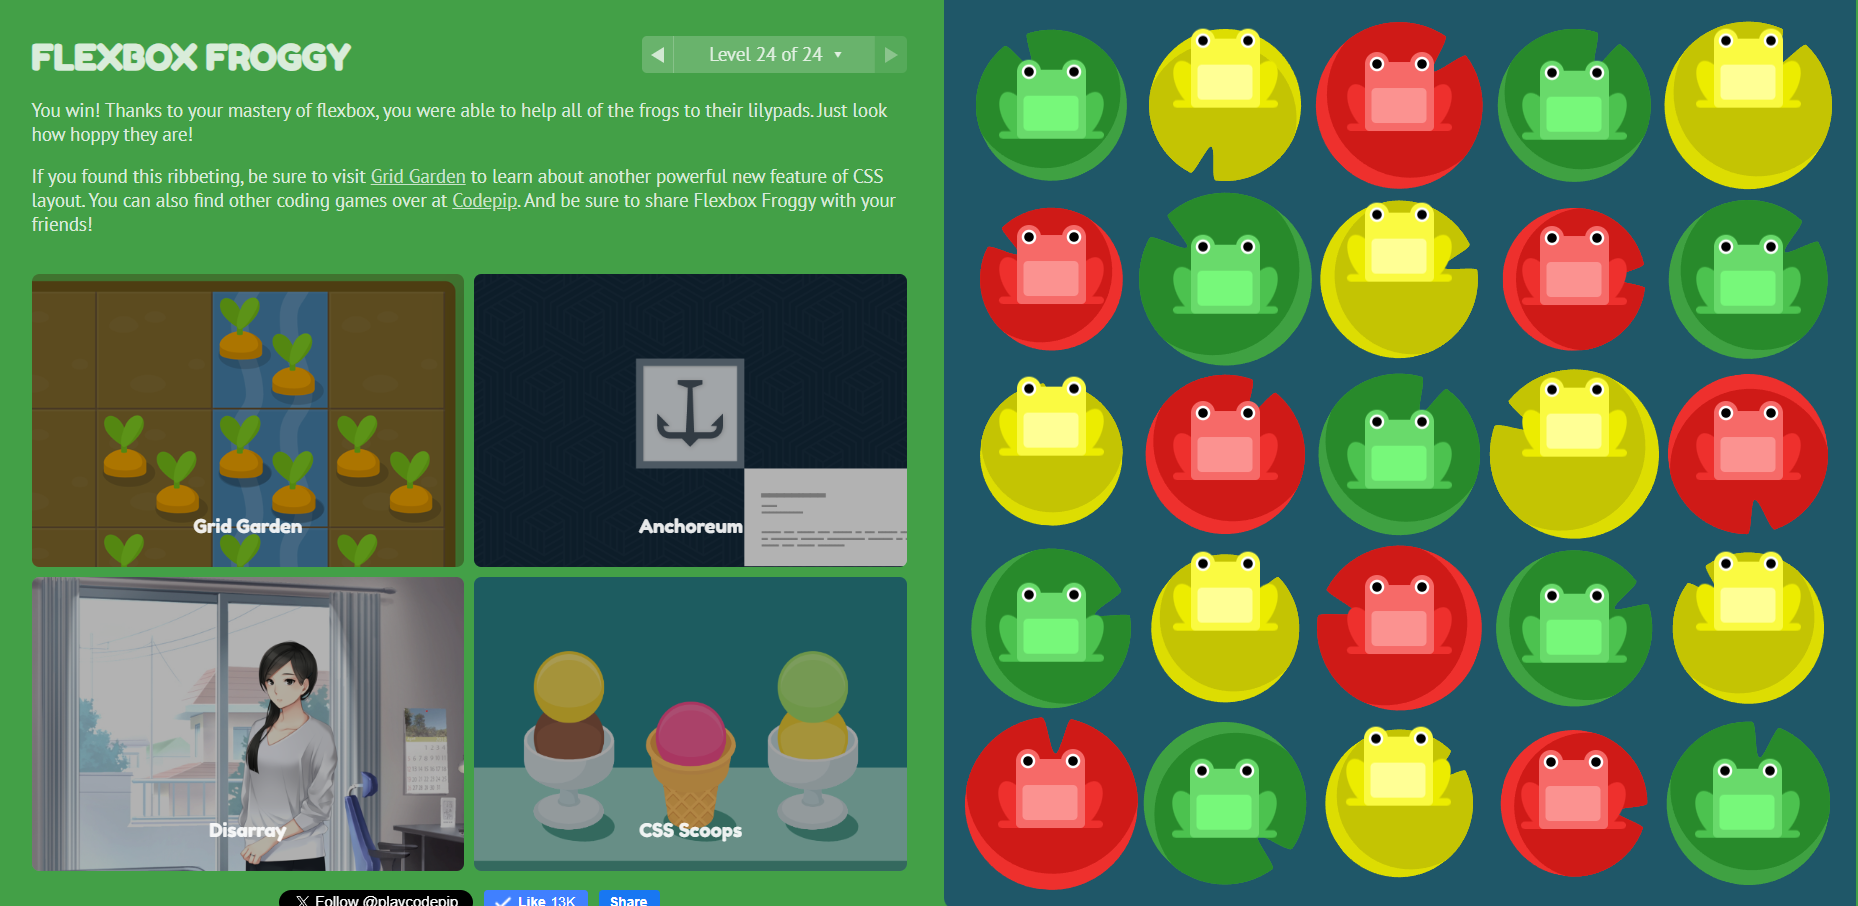 FLEXBOX FROGGY
Level 24 of 24
You win! Thanks to your mastery of flexbox, you were able to help all of the frogs to their lilypads. Just look
how hoppy they are!
If you found this ribbeting, be sure to visit Grid Garden to learn about another powerful new feature of CSS
layout. You can also find other coding games over at Codepip. And be sure to share Flexbox Froggy with your
friends!
Grid Garden
Anchoreum
Disarray
CSS Scoops
Follow @playcodepip
Like 13K
Share